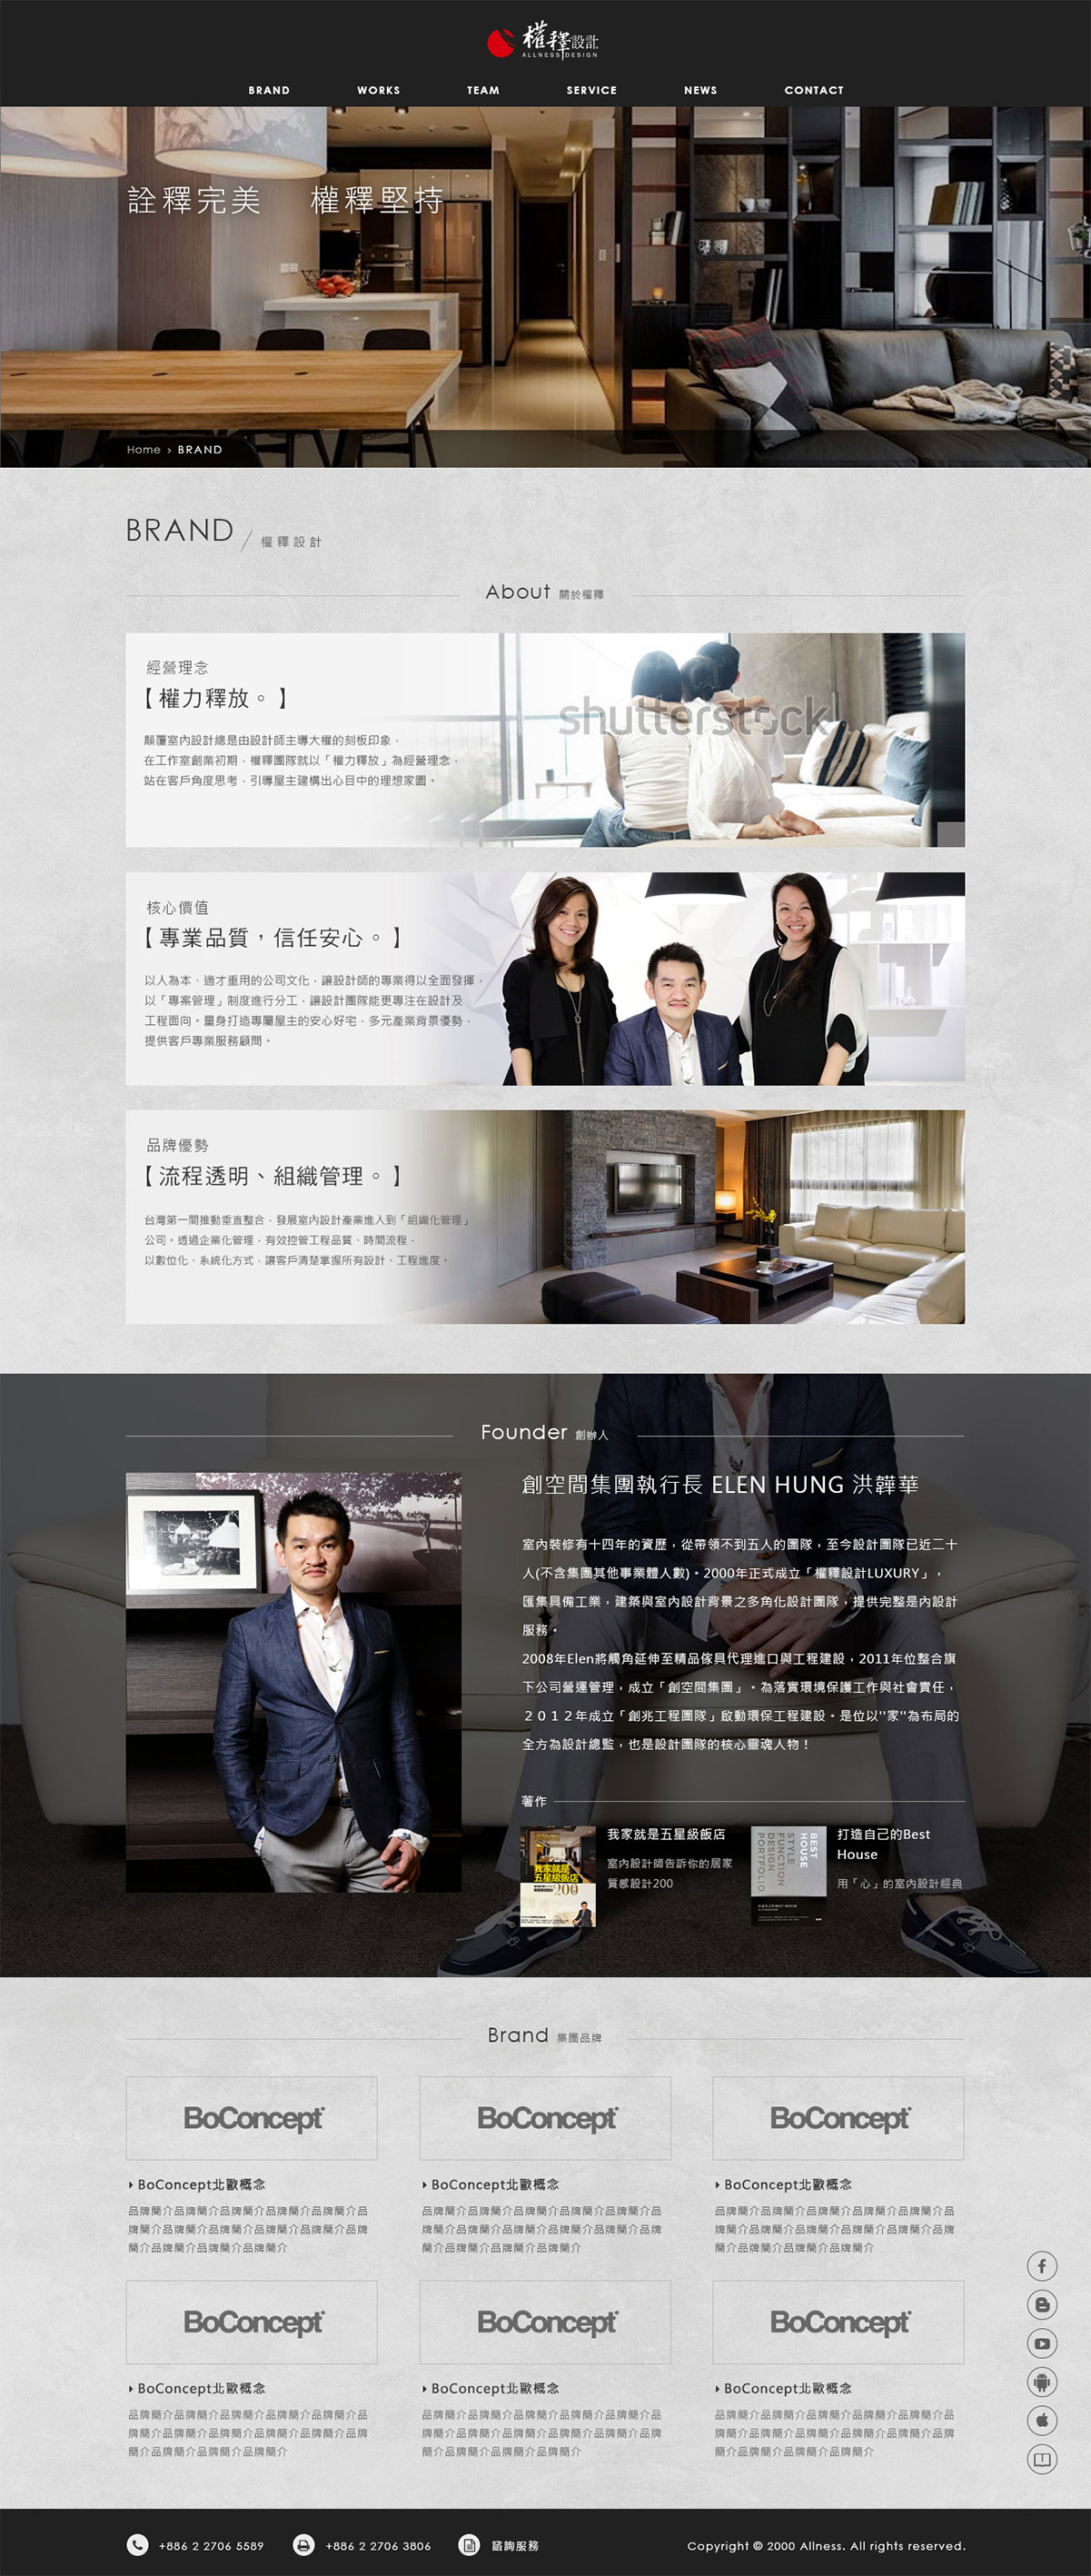 權釋設計
ALLNESS DESIGN
BRAND
WORKS
TEAM
SERVICE
NEWS
CONTACT
詮釋完美 權釋堅持
Home › BRAND
BRAND / 權釋設計
About 關於權釋
經營理念
【權力釋放。】
顛覆室內設計總是由設計師主導大權的刻板印象，
在工作室創業初期，權釋團隊就以「權力釋放」為經營理念，
站在客戶角度思考，引導屋主建構出心目中的理想家園。
shutterstock
核心價值
【專業品質，信任安心。】
以人為本、適才重用的公司文化，讓設計師的專業得以全面發揮，
以「專案管理」制度進行分工，讓設計團隊能更專注在設計及
工程面向。量身打造專屬屋主的安心好宅，多元產業背景優勢，
提供客戶專業服務顧問。
品牌優勢
【流程透明、組織管理。】
台灣第一間推動垂直整合，發展室內設計產業進入到「組織化管理」
公司。透過企業化管理，有效控管工程品質、時間流程，
以數位化、系統化方式，讓客戶清楚掌握所有設計、工程進度。
Founder 創辦人
創空間集團執行長 ELEN HUNG 洪韡華
室內裝修有十四年的資歷，從帶領不到五人的團隊，至今設計團隊已近二十
人(不含集團其他事業體人數)。2000年正式成立「權釋設計LUXURY」，
匯集具備工業，建築與室內設計背景之多角化設計團隊，提供完整是內設計
服務。
2008年Elen將觸角延伸至精品傢具代理進口與工程建設，2011年位整合旗
下公司營運管理，成立「創空間集團」。為落實環境保護工作與社會責任，
２０１２年成立「創兆工程團隊」啟動環保工程建設。是位以"家"為布局的
全方為設計總監，也是設計團隊的核心靈魂人物！
著作
我家就是
五星級飯店
200
我家就是五星級飯店
室內設計師告訴你的居家
質感設計200
BEST
HOUSE
STYLE
FUNCTION
DESIGN
PORTFOLIO
打造自己的Best
House
用「心」的室內設計經典
Brand 集團品牌
BoConcept
BoConcept
BoConcept
BoConcept北歐概念
BoConcept北歐概念
BoConcept北歐概念
品牌簡介品牌簡介品牌簡介品牌簡介品牌簡介品
牌簡介品牌簡介品牌簡介品牌簡介品牌簡介品牌
簡介品牌簡介品牌簡介品牌簡介
品牌簡介品牌簡介品牌簡介品牌簡介品牌簡介品
牌簡介品牌簡介品牌簡介品牌簡介品牌簡介品牌
簡介品牌簡介品牌簡介品牌簡介
品牌簡介品牌簡介品牌簡介品牌簡介品牌簡介品
牌簡介品牌簡介品牌簡介品牌簡介品牌簡介品牌
簡介品牌簡介品牌簡介品牌簡介
BoConcept
BoConcept
BoConcept
BoConcept北歐概念
BoConcept北歐概念
BoConcept北歐概念
品牌簡介品牌簡介品牌簡介品牌簡介品牌簡介品
牌簡介品牌簡介品牌簡介品牌簡介品牌簡介品牌
簡介品牌簡介品牌簡介品牌簡介
品牌簡介品牌簡介品牌簡介品牌簡介品牌簡介品
牌簡介品牌簡介品牌簡介品牌簡介品牌簡介品牌
簡介品牌簡介品牌簡介品牌簡介
品牌簡介品牌簡介品牌簡介品牌簡介品牌簡介品
牌簡介品牌簡介品牌簡介品牌簡介品牌簡介品牌
簡介品牌簡介品牌簡介品牌簡介
+886 2 2706 5589
+886 2 2706 3806
諮詢服務
Copyright © 2000 Allness. All rights reserved.